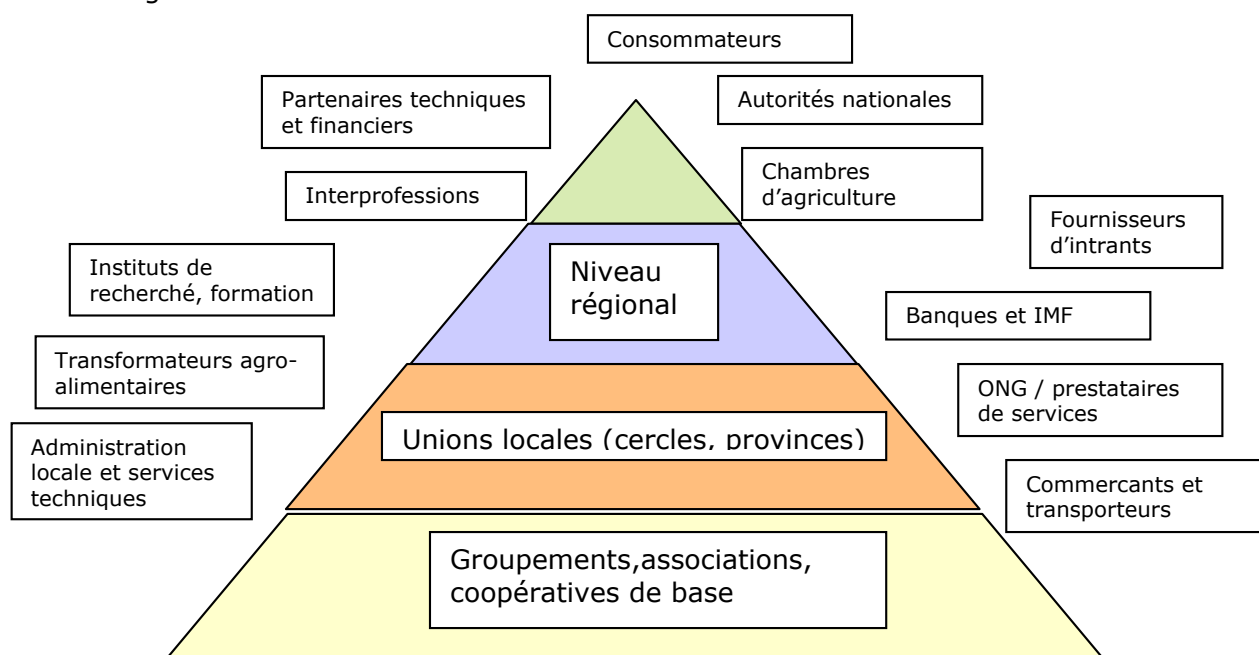 Consommateurs
Partenaires techniques
et financiers
Autorités nationales
Interprofessions
Chambres
d'agriculture
Fournisseurs
d'intrants
Instituts de
recherché, formation
Niveau
régional
Banques et IMF
Transformateurs agro-
alimentaires
ONG / prestataires
de services
Unions locales (cercles, provinces)
Administration
locale et services
techniques
Commercants et
transporteurs
Groupements,associations,
coopératives de base